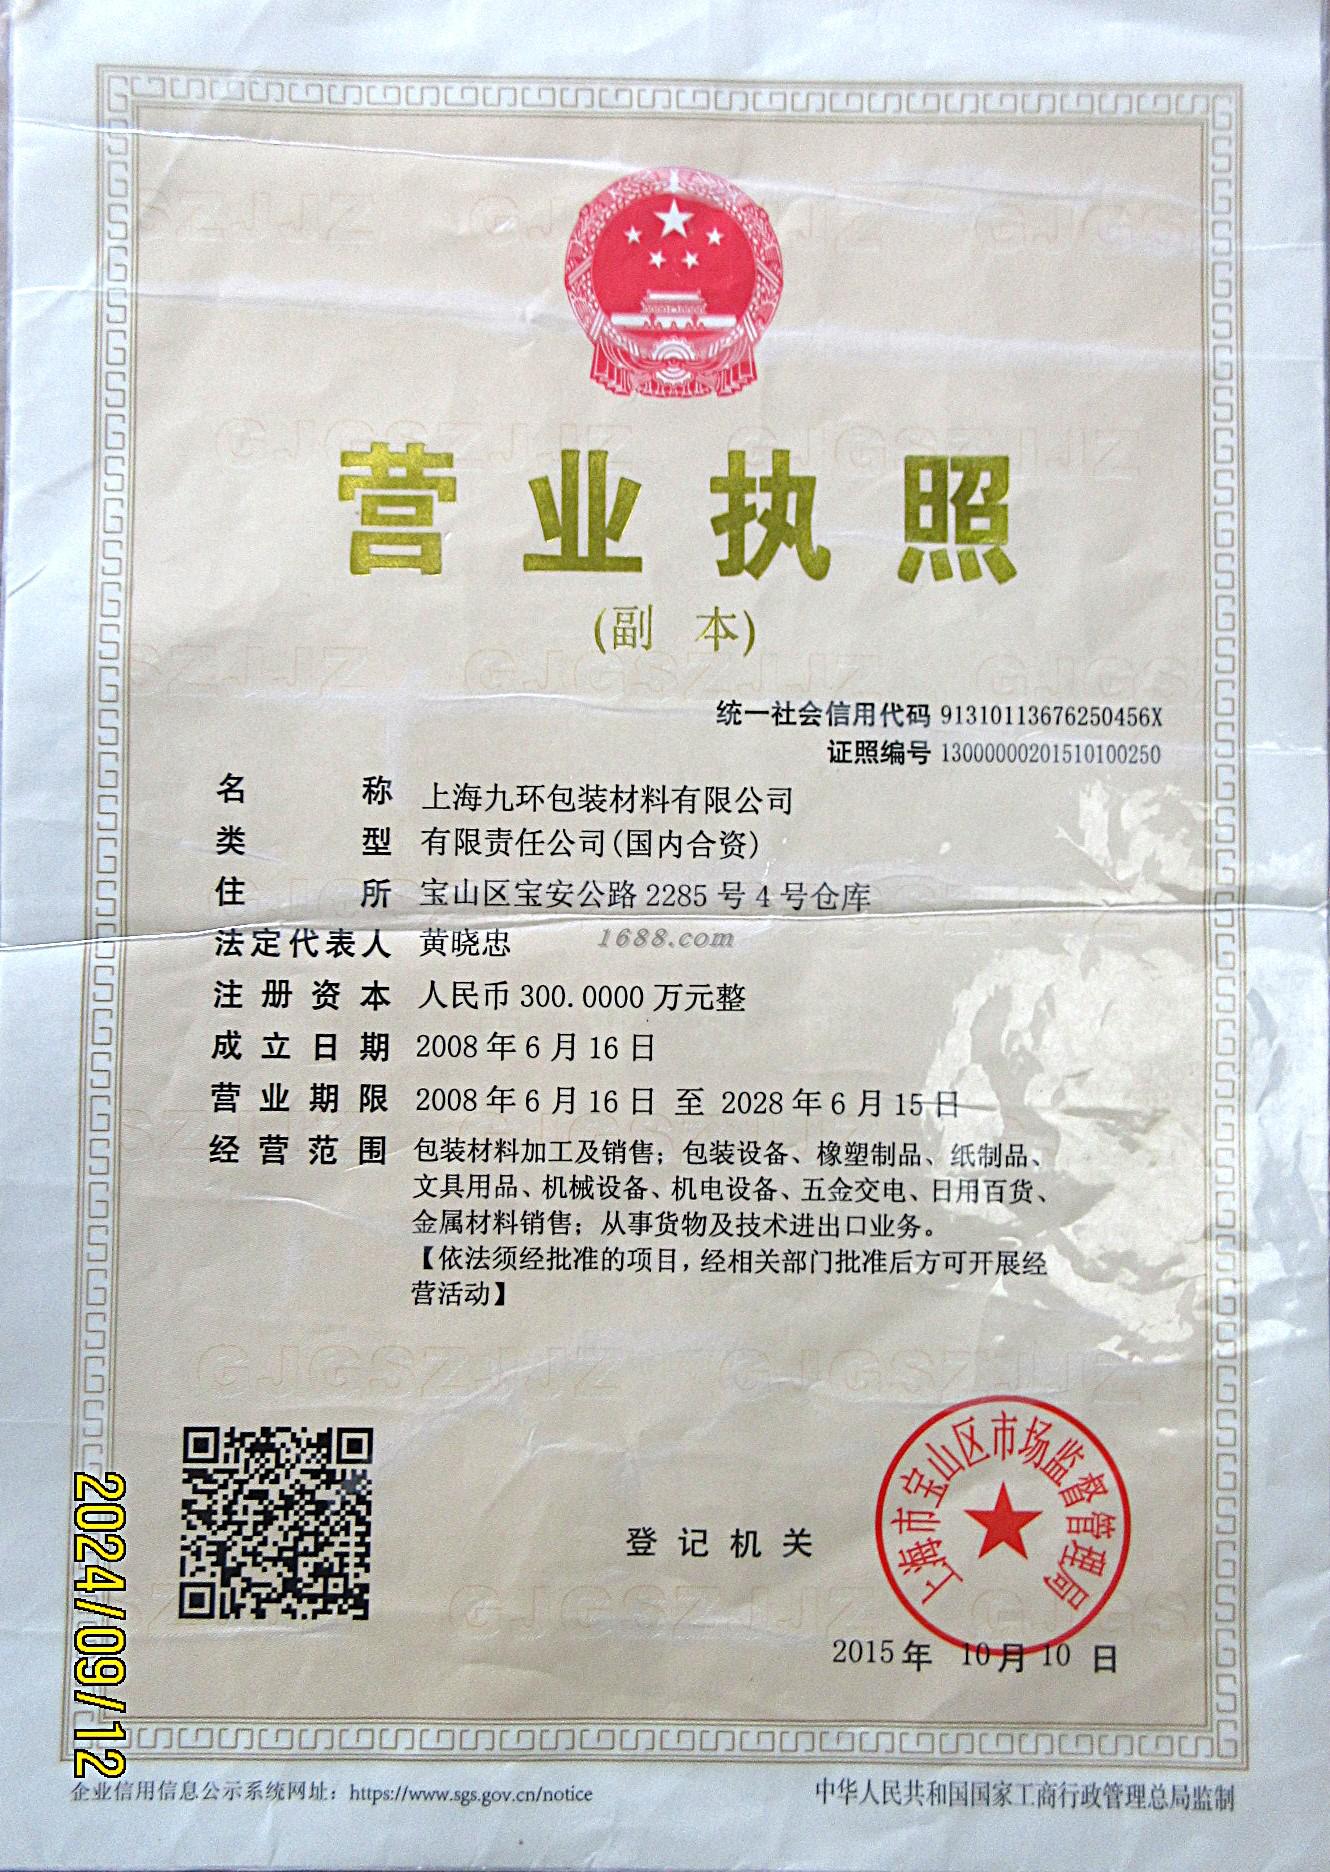 营业执照
(副 本)
统一社会信用代码 91310113676250456X
证照编号 13000000201510100250
名 称 上海九环包装材料有限公司
类 型 有限责任公司(国内合资)
住 所 宝山区宝安公路2285号4号仓库
法定代表人 黄晓忠
1688.com
注册资本 人民币300.0000万元整
成立日期 2008年6月16日
营业期限 2008年6月16日 至 2028年6月15日
经营范围 包装材料加工及销售；包装设备、橡塑制品、纸制品、
文具用品、机械设备、机电设备、五金交电、日用百货、
金属材料销售；从事货物及技术进出口业务。
【依法须经批准的项目，经相关部门批准后方可开展经
营活动】
上海市宝山区市场监督管理局
登记机关
2015年 10月10 日
2024/09/12
企业信用信息公示系统网址：https://www.sgs.gov.cn/notice
中华人民共和国国家工商行政管理总局监制